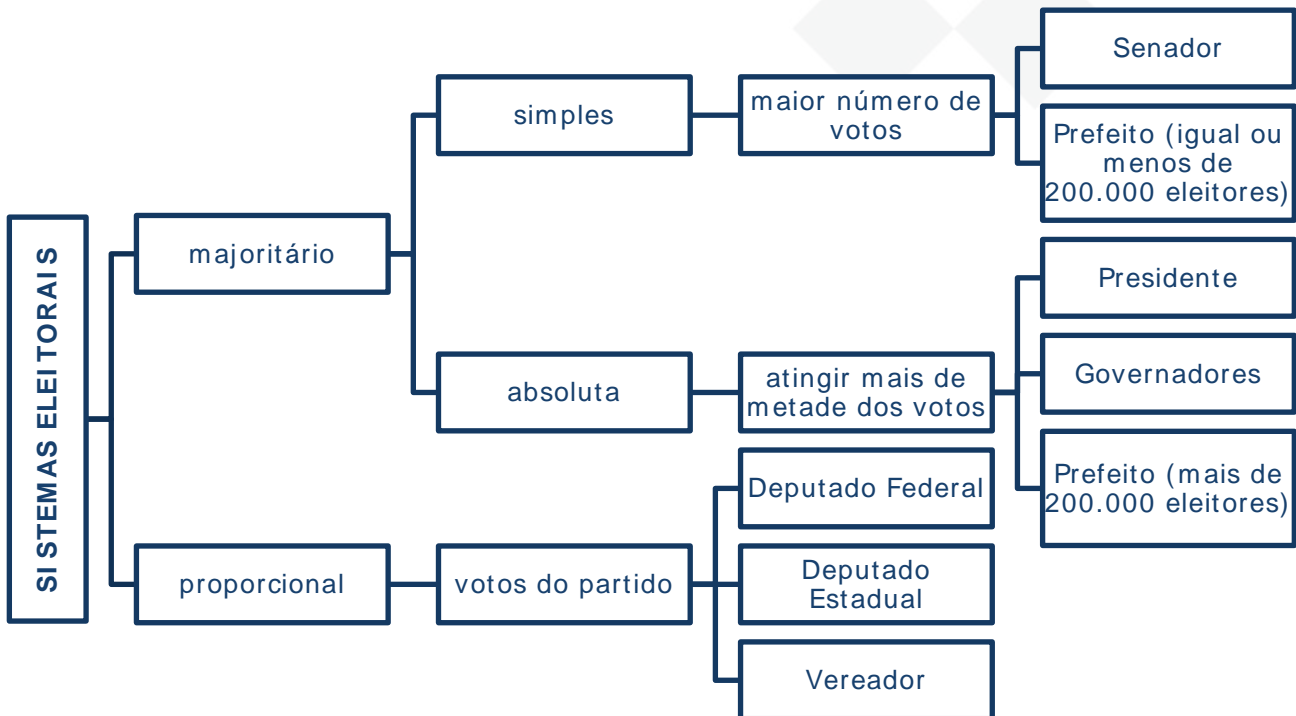 SISTEMAS ELEITORAIS
majoritário
simples
maior número de
votos
Senador
Prefeito (igual ou
menos de
200.000 eleitores)
absoluta
atingir mais de
metade dos votos
Presidente
Governadores
Prefeito (mais de
200.000 eleitores)
proporcional
votos do partido
Deputado Federal
Deputado
Estadual
Vereador